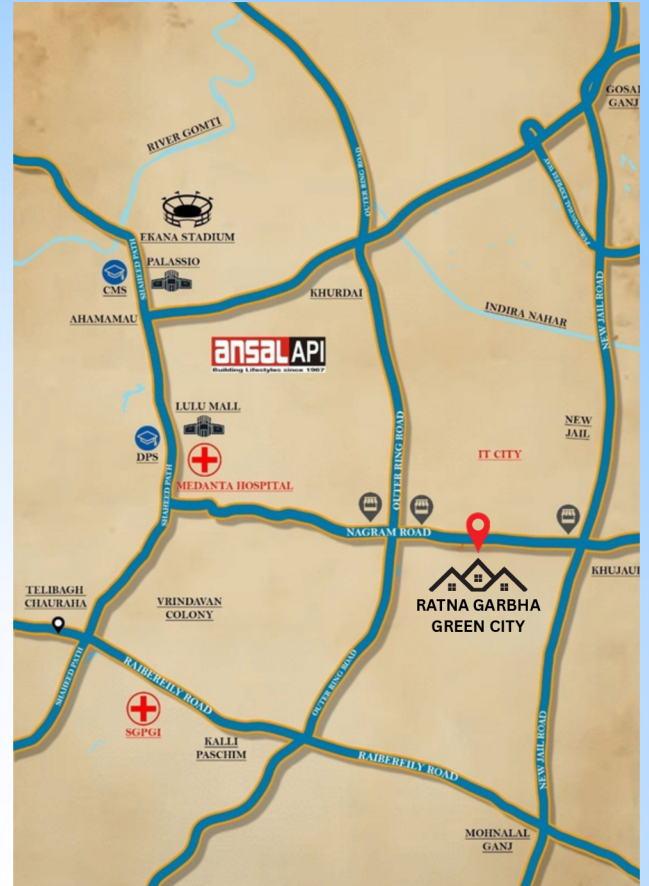 GOSAI
GANJ
RIVER GOMTI
OUTER RING ROAD
EKANA STADIUM
SHAHEED PATH
PALASSIO
CMS
AHAMAMAU
KHURDAI
INDIRA NAHAR
NEW JAIL ROAD
ansal API
Building Lifestyles since 1967
LULU MALL
DPS
MEDANTA HOSPITAL
SHAHEED PATH
OUTER RING ROAD
NEW
JAIL
IT CITY
NAGRAM ROAD
KHUJAUL
RATNA GARBHA
GREEN CITY
TELIBAGH
CHAURAHA
VRINDAVAN
COLONY
SHAHEED PATH
RAIBEREILY ROAD
OUTER RING ROAD
SGPGI
KALLI
PASCHIM
RAIBEREILY ROAD
NEW JAIL ROAD
MOHNALAL
GANJ